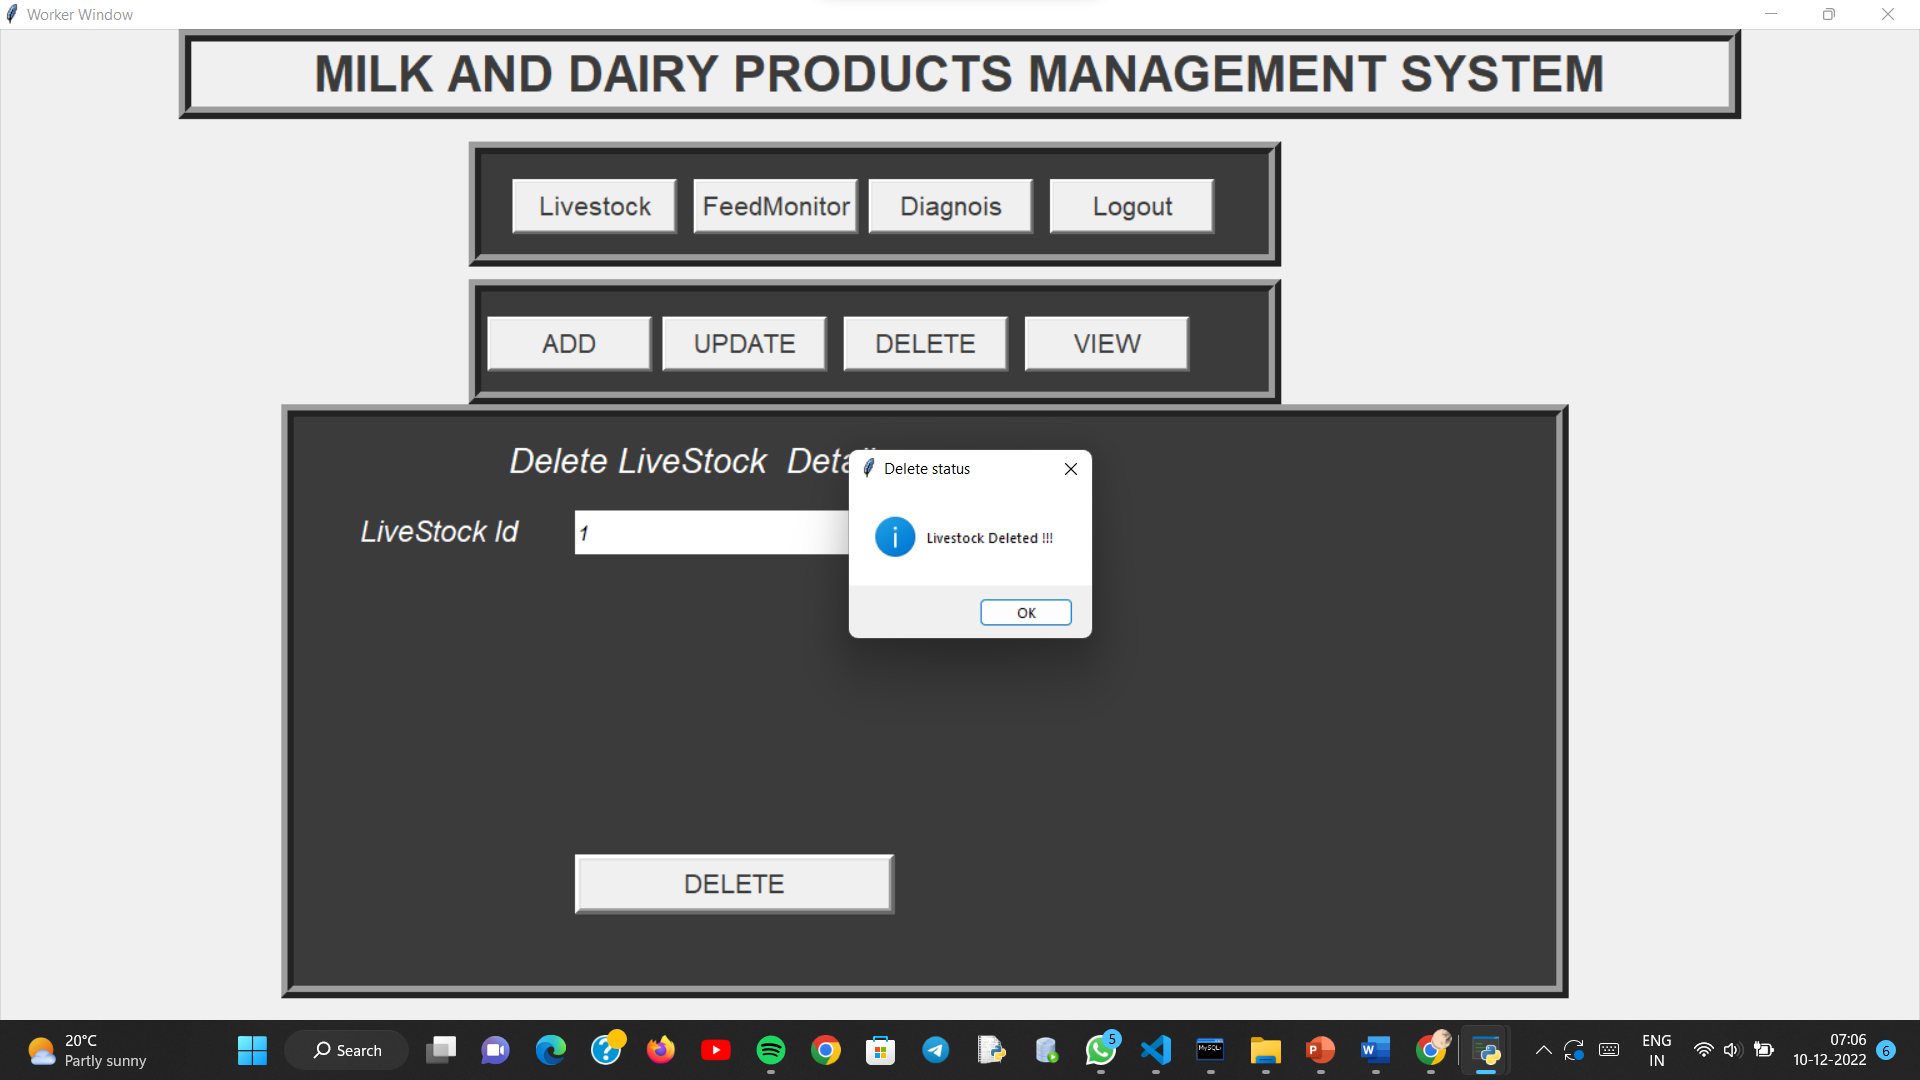 Worker Window
MILK AND DAIRY PRODUCTS MANAGEMENT SYSTEM
Livestock FeedMonitor Diagnois Logout
ADD UPDATE DELETE VIEW
Delete LiveStock
Delete status
LiveStock Id 1
Livestock Deleted !!!
OK
DELETE
20°C
Partly sunny
Search
5
MySQL
P
W
ENG
IN
07:06
10-12-2022
6